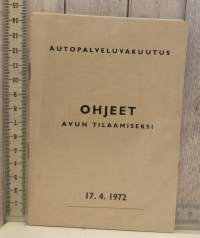 AUTOPALVELUVAKUUTUS
OHJEET
AVUN TILAAMISEKSI
17. 4. 1972